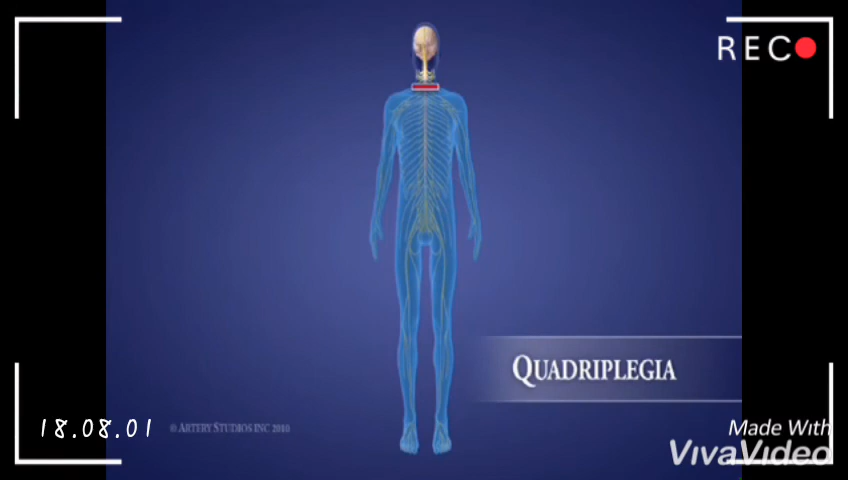 REC
QUADRIPLEGIA
18.08.01
© ARTERY STUDIOS INC 2010
Made With
VivaVideo